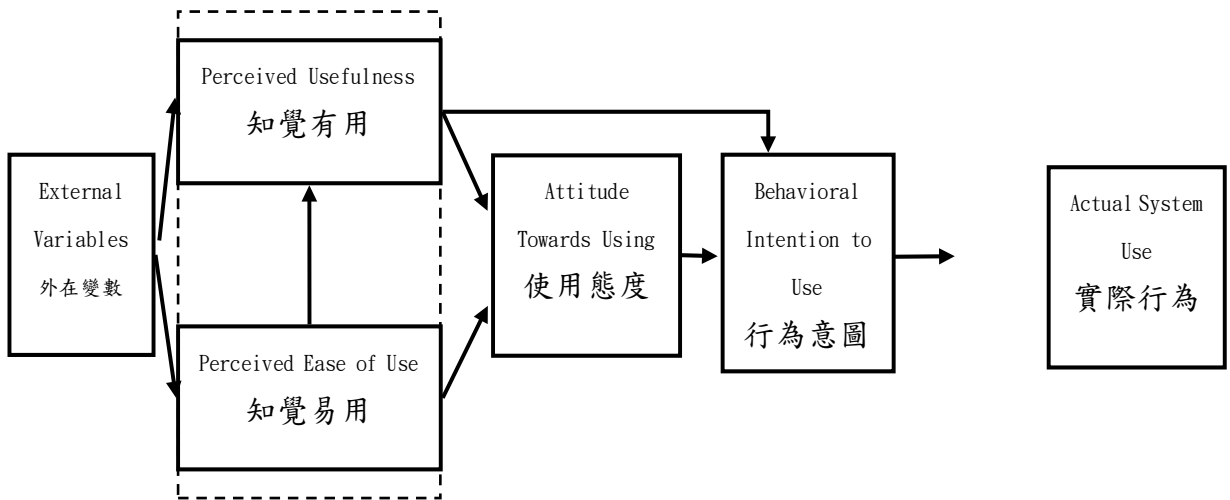 External
Variables
外在變數
Perceived Usefulness
知覺有用
Perceived Ease of Use
知覺易用
Attitude
Towards Using
使用態度
Behavioral
Intention to
Use
行為意圖
Actual System
Use
實際行為